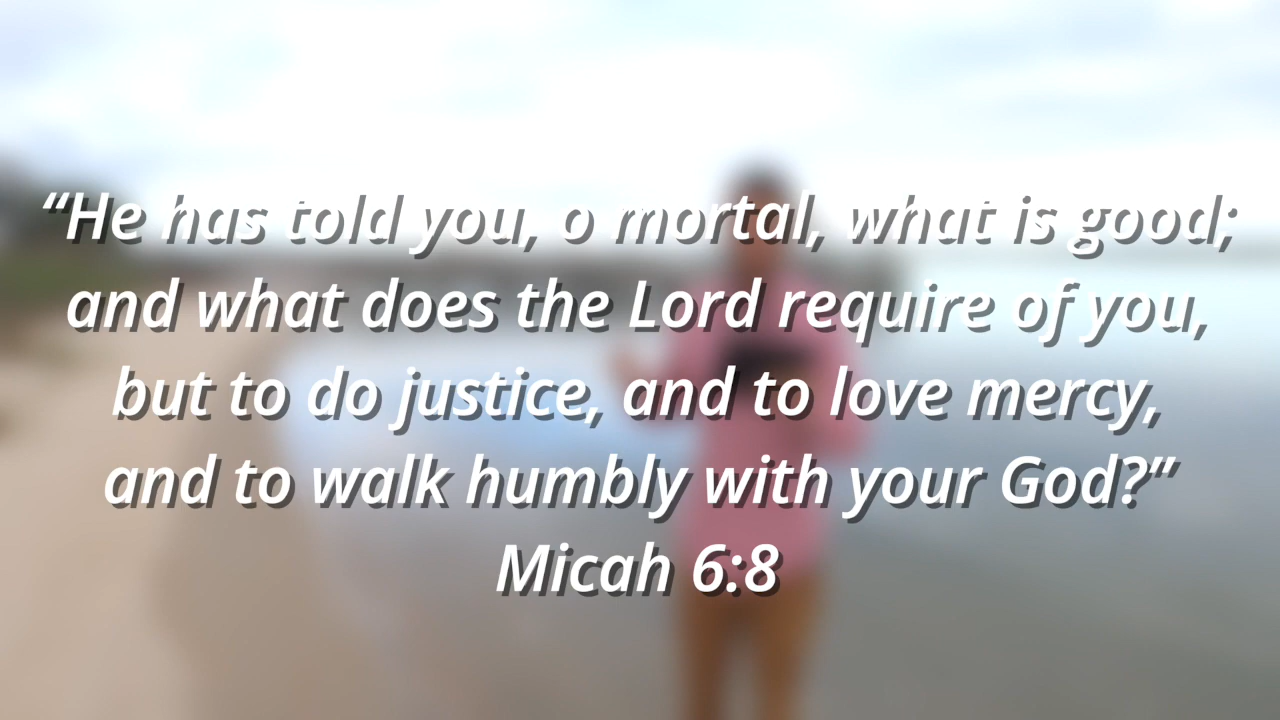 “He has told you, o mortal, what is good;
and what does the Lord require of you,
but to do justice, and to love mercy,
and to walk humbly with your God?”
Micah 6:8